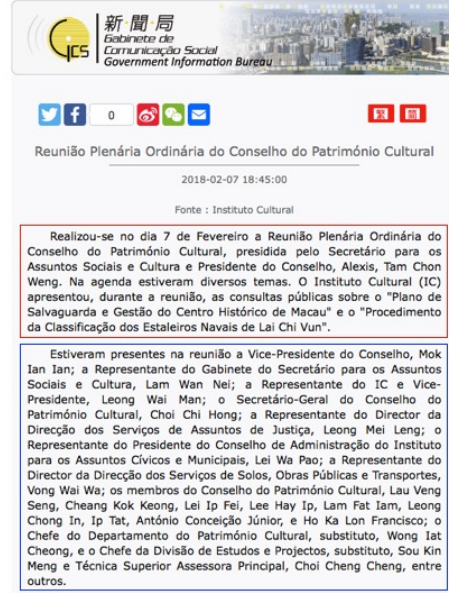 新 聞 局
Gabinete de
Comunicação Social
Government Information Bureau
GCS
0
繁 簡
Reunião Plenária Ordinária do Conselho do Património Cultural
2018-02-07 18:45:00
Fonte : Instituto Cultural
Realizou-se no dia 7 de Fevereiro a Reunião Plenária Ordinária do
Conselho do Património Cultural, presidida pelo Secretário para os
Assuntos Sociais e Cultura e Presidente do Conselho, Alexis, Tam Chon
Weng. Na agenda estiveram diversos temas. O Instituto Cultural (IC)
apresentou, durante a reunião, as consultas públicas sobre o "Plano de
Salvaguarda e Gestão do Centro Histórico de Macau" e o "Procedimento
da Classificação dos Estaleiros Navais de Lai Chi Vun".
Estiveram presentes na reunião a Vice-Presidente do Conselho, Mok
Ian Ian; a Representante do Gabinete do Secretário para os Assuntos
Sociais e Cultura, Lam Wan Nei; a Representante do IC e Vice-
Presidente, Leong Wai Man; o Secretário-Geral do Conselho do
Património Cultural, Choi Chi Hong; a Representante do Director da
Direcção dos Serviços de Assuntos de Justiça, Leong Mei Leng; o
Representante do Presidente do Conselho de Administração do Instituto
para os Assuntos Cívicos e Municipais, Lei Wa Pao; a Representante do
Director da Direcção dos Serviços de Solos, Obras Públicas e Transportes,
Vong Wai Wa; os membros do Conselho do Património Cultural, Lau Veng
Seng, Cheang Kok Keong, Lei Ip Fei, Lee Hay Ip, Lam Fat Iam, Leong
Chong In, Ip Tat, António Conceição Júnior, e Ho Ka Lon Francisco; o
Chefe do Departamento do Património Cultural, substituto, Wong Iat
Cheong, e o Chefe da Divisão de Estudos e Projectos, substituto, Sou Kin
Meng e Técnica Superior Assessora Principal, Choi Cheng Cheng, entre
outros.